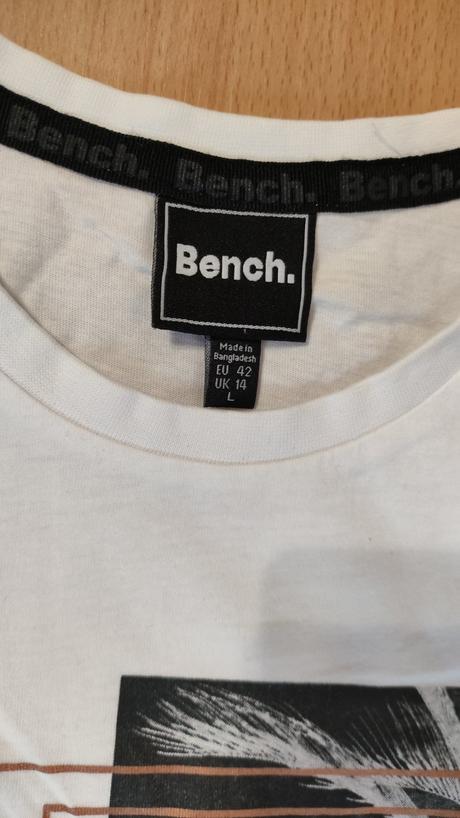 Bench. Bench. Bench.
Bench.
Made in
Bangladesh
EU 42
UK 14
L